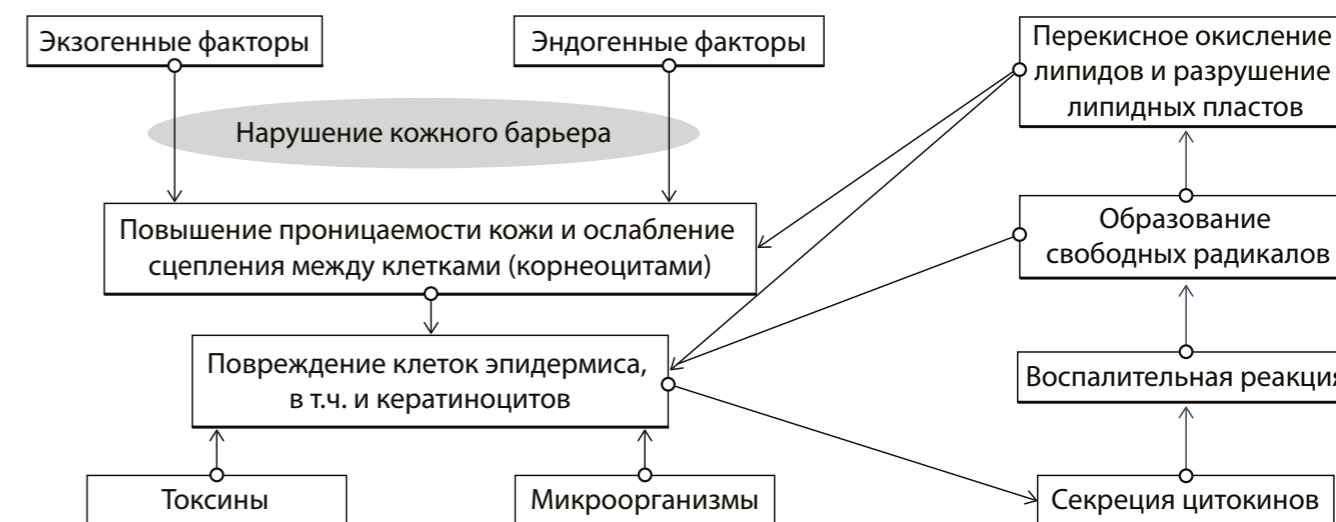 Экзогенные факторы
Эндогенные факторы
Перекисное окисление
липидов и разрушение
липидных пластов
Нарушение кожного барьера
Повышение проницаемости кожи и ослабление
сцепления между клетками (корнеоцитами)
Образование
свободных радикалов
Повреждение клеток эпидермиса,
в т.ч. и кератиноцитов
Воспалительная реакция
Токсины
Микроорганизмы
Секреция цитокинов